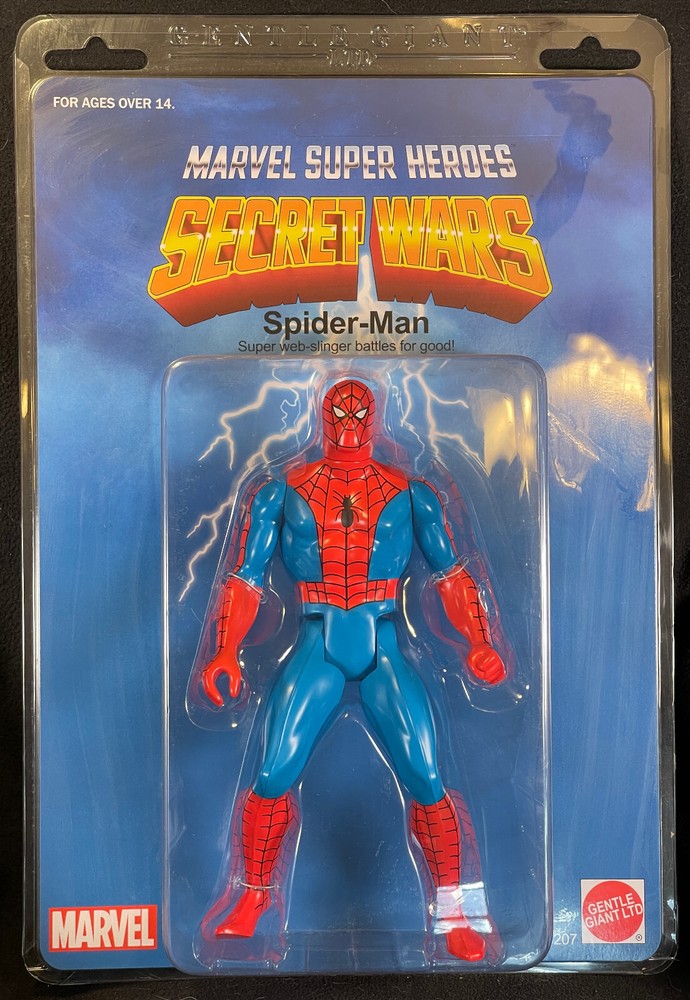 GENTLE GIANT
LTD
FOR AGES OVER 14.
MARVEL SUPER HEROES
SECRET WARS
Spider-Man
Super web-slinger battles for good!
MARVEL
207
GENTLE
GIANT LTD
®